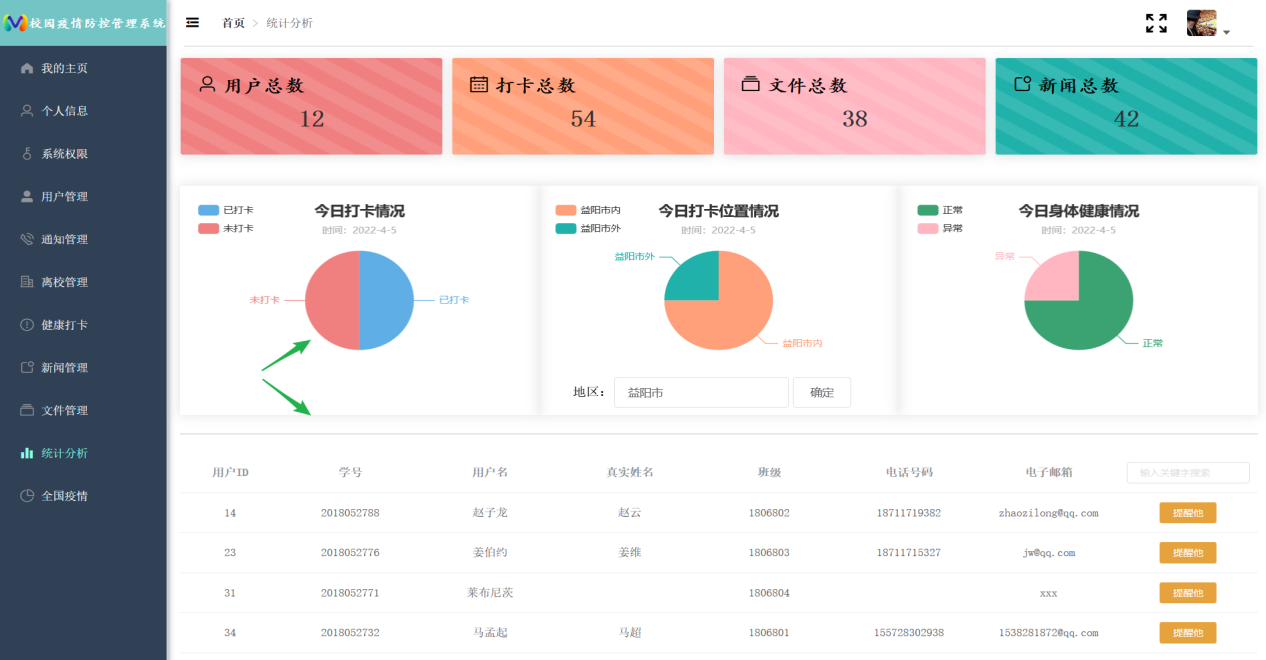 校园疫情防控管理系统
首页 > 统计分析
我的主页
个人信息
系统权限
用户管理
通知管理
离校管理
健康打卡
新闻管理
文件管理
统计分析
全国疫情
用户总数
12
打卡总数
54
文件总数
38
新闻总数
42
已打卡
未打卡
今日打卡情况
时间：2022-4-5
未打卡
已打卡
益阳市内
益阳市外
今日打卡位置情况
时间：2022-4-5
益阳市外
益阳市内
地区： 益阳市 确定
正常
异常
今日身体健康情况
时间：2022-4-5
异常
正常
用户ID 学号 用户名 真实姓名 班级 电话号码 电子邮箱 输入关键字搜索
14 2018052788 赵子龙 赵云 1806802 18711719382 zhaozilong@qq.com 提醒他
23 2018052776 姜伯约 姜维 1806803 18711715327 jw@qq.com 提醒他
31 2018052771 莱布尼茨 1806804 xxx 提醒他
34 2018052732 马孟起 马超 1806801 155728302938 1538281872@qq.com 提醒他